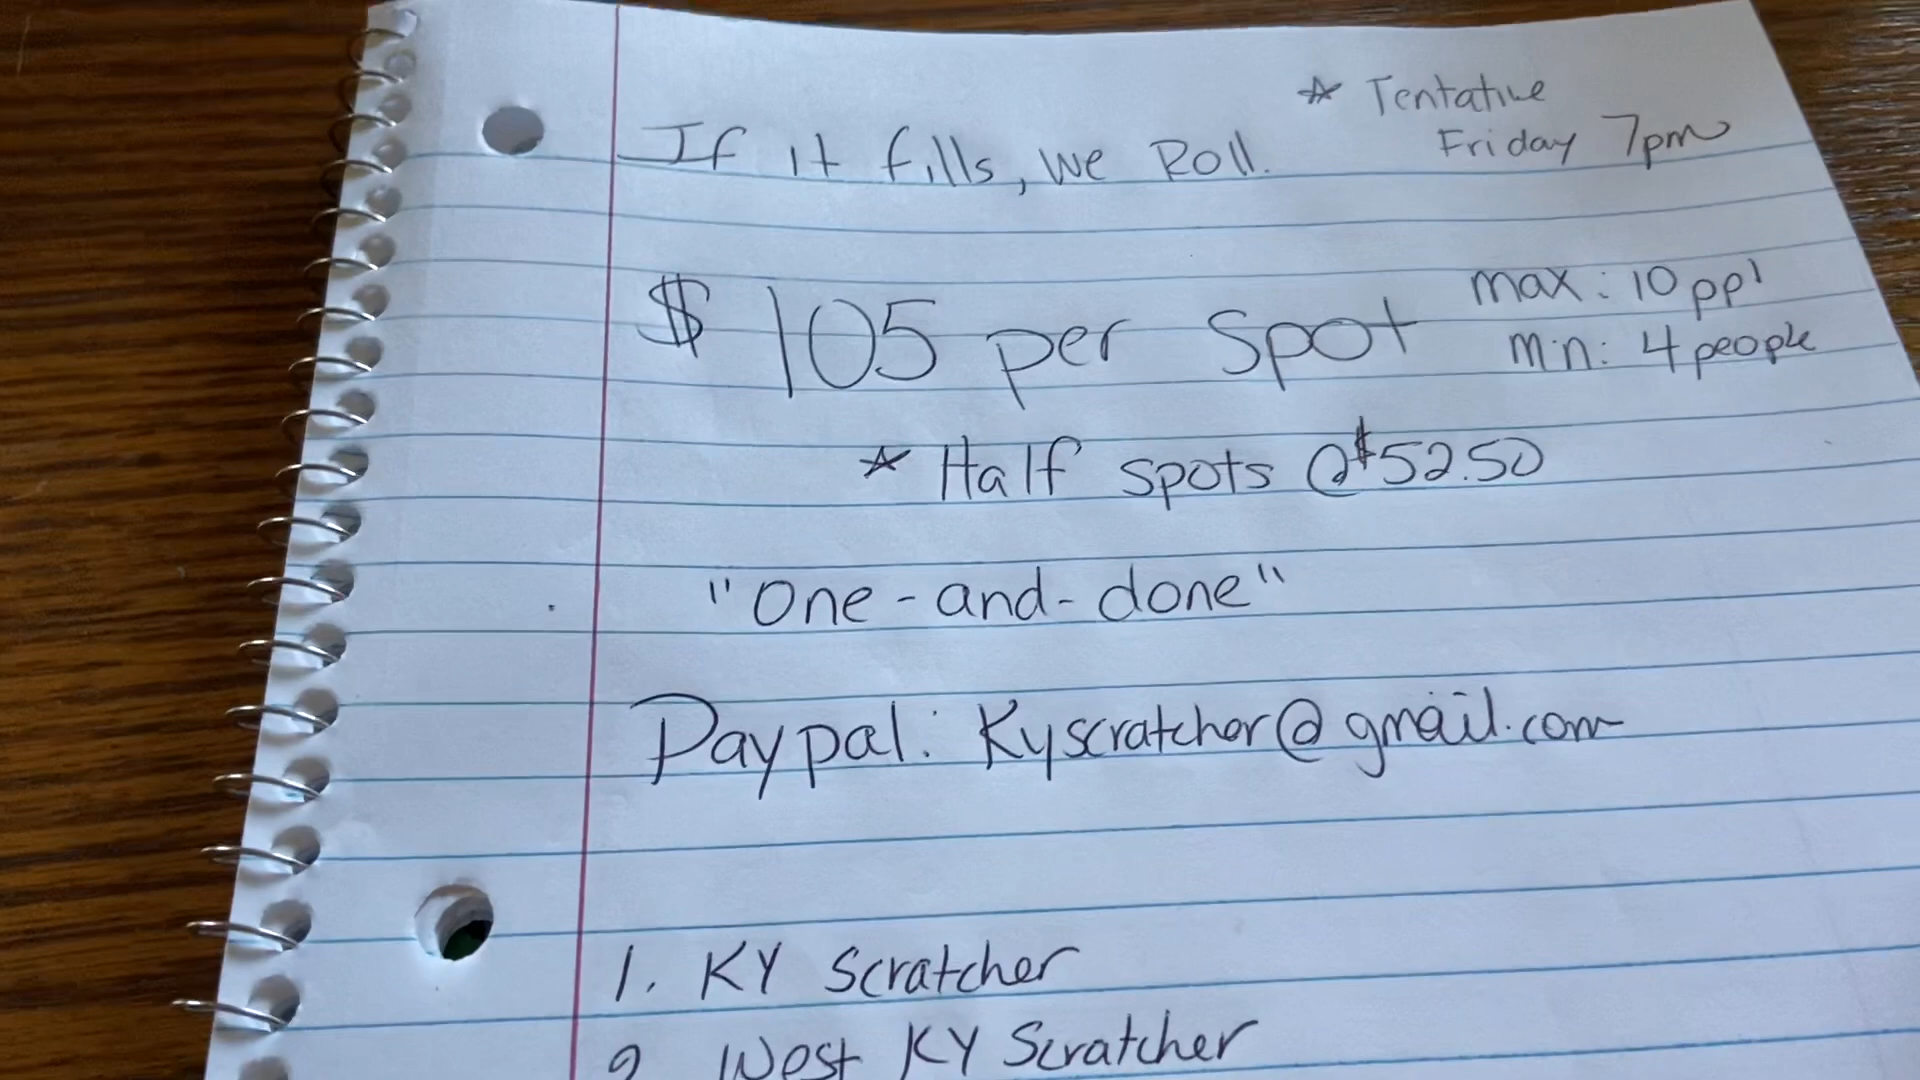 If it fills, we Roll.
☆ Tentative
Friday 7pm
$105 per Spot
max: 10 ppl
min: 4 people
☆ Half spots @ $52.50
"One-and-done"
Paypal: Kyscratcher@gmail.com
1. KY Scratcher
2 West KY Scratcher